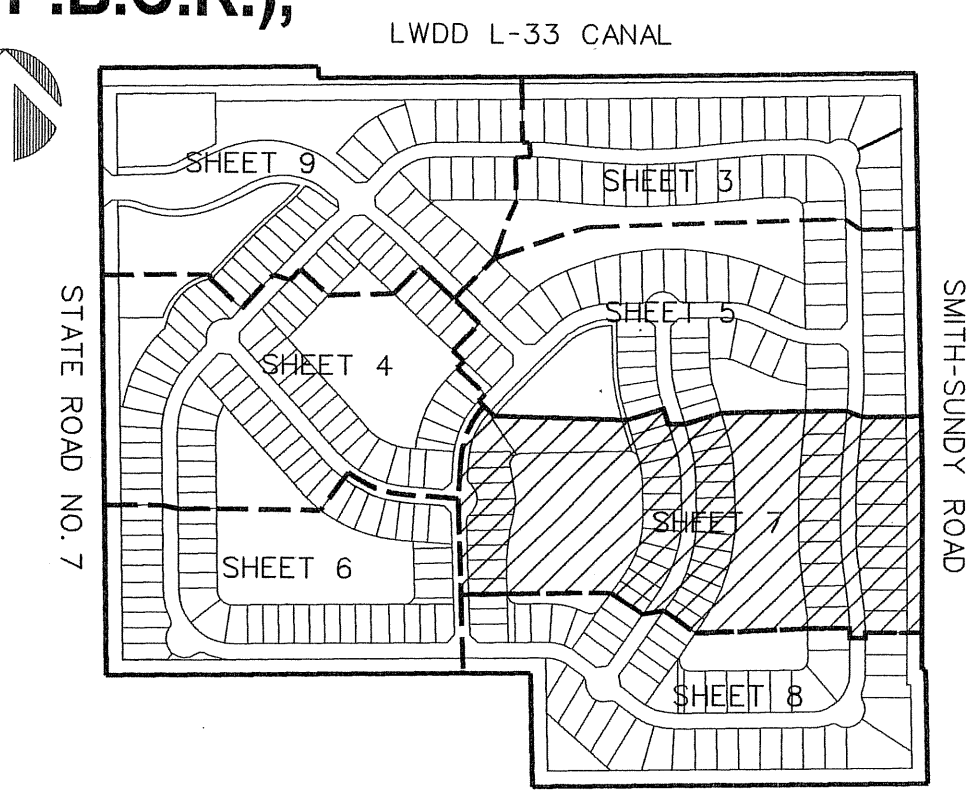 P.B.C.R.),
LWDD L-33 CANAL
SHEET 9
SHEET 3
SHEET 5
SHEET 4
STATE ROAD NO. 7
SMITH-SUNDY ROAD
SHEET 7
SHEET 6
SHEET 8